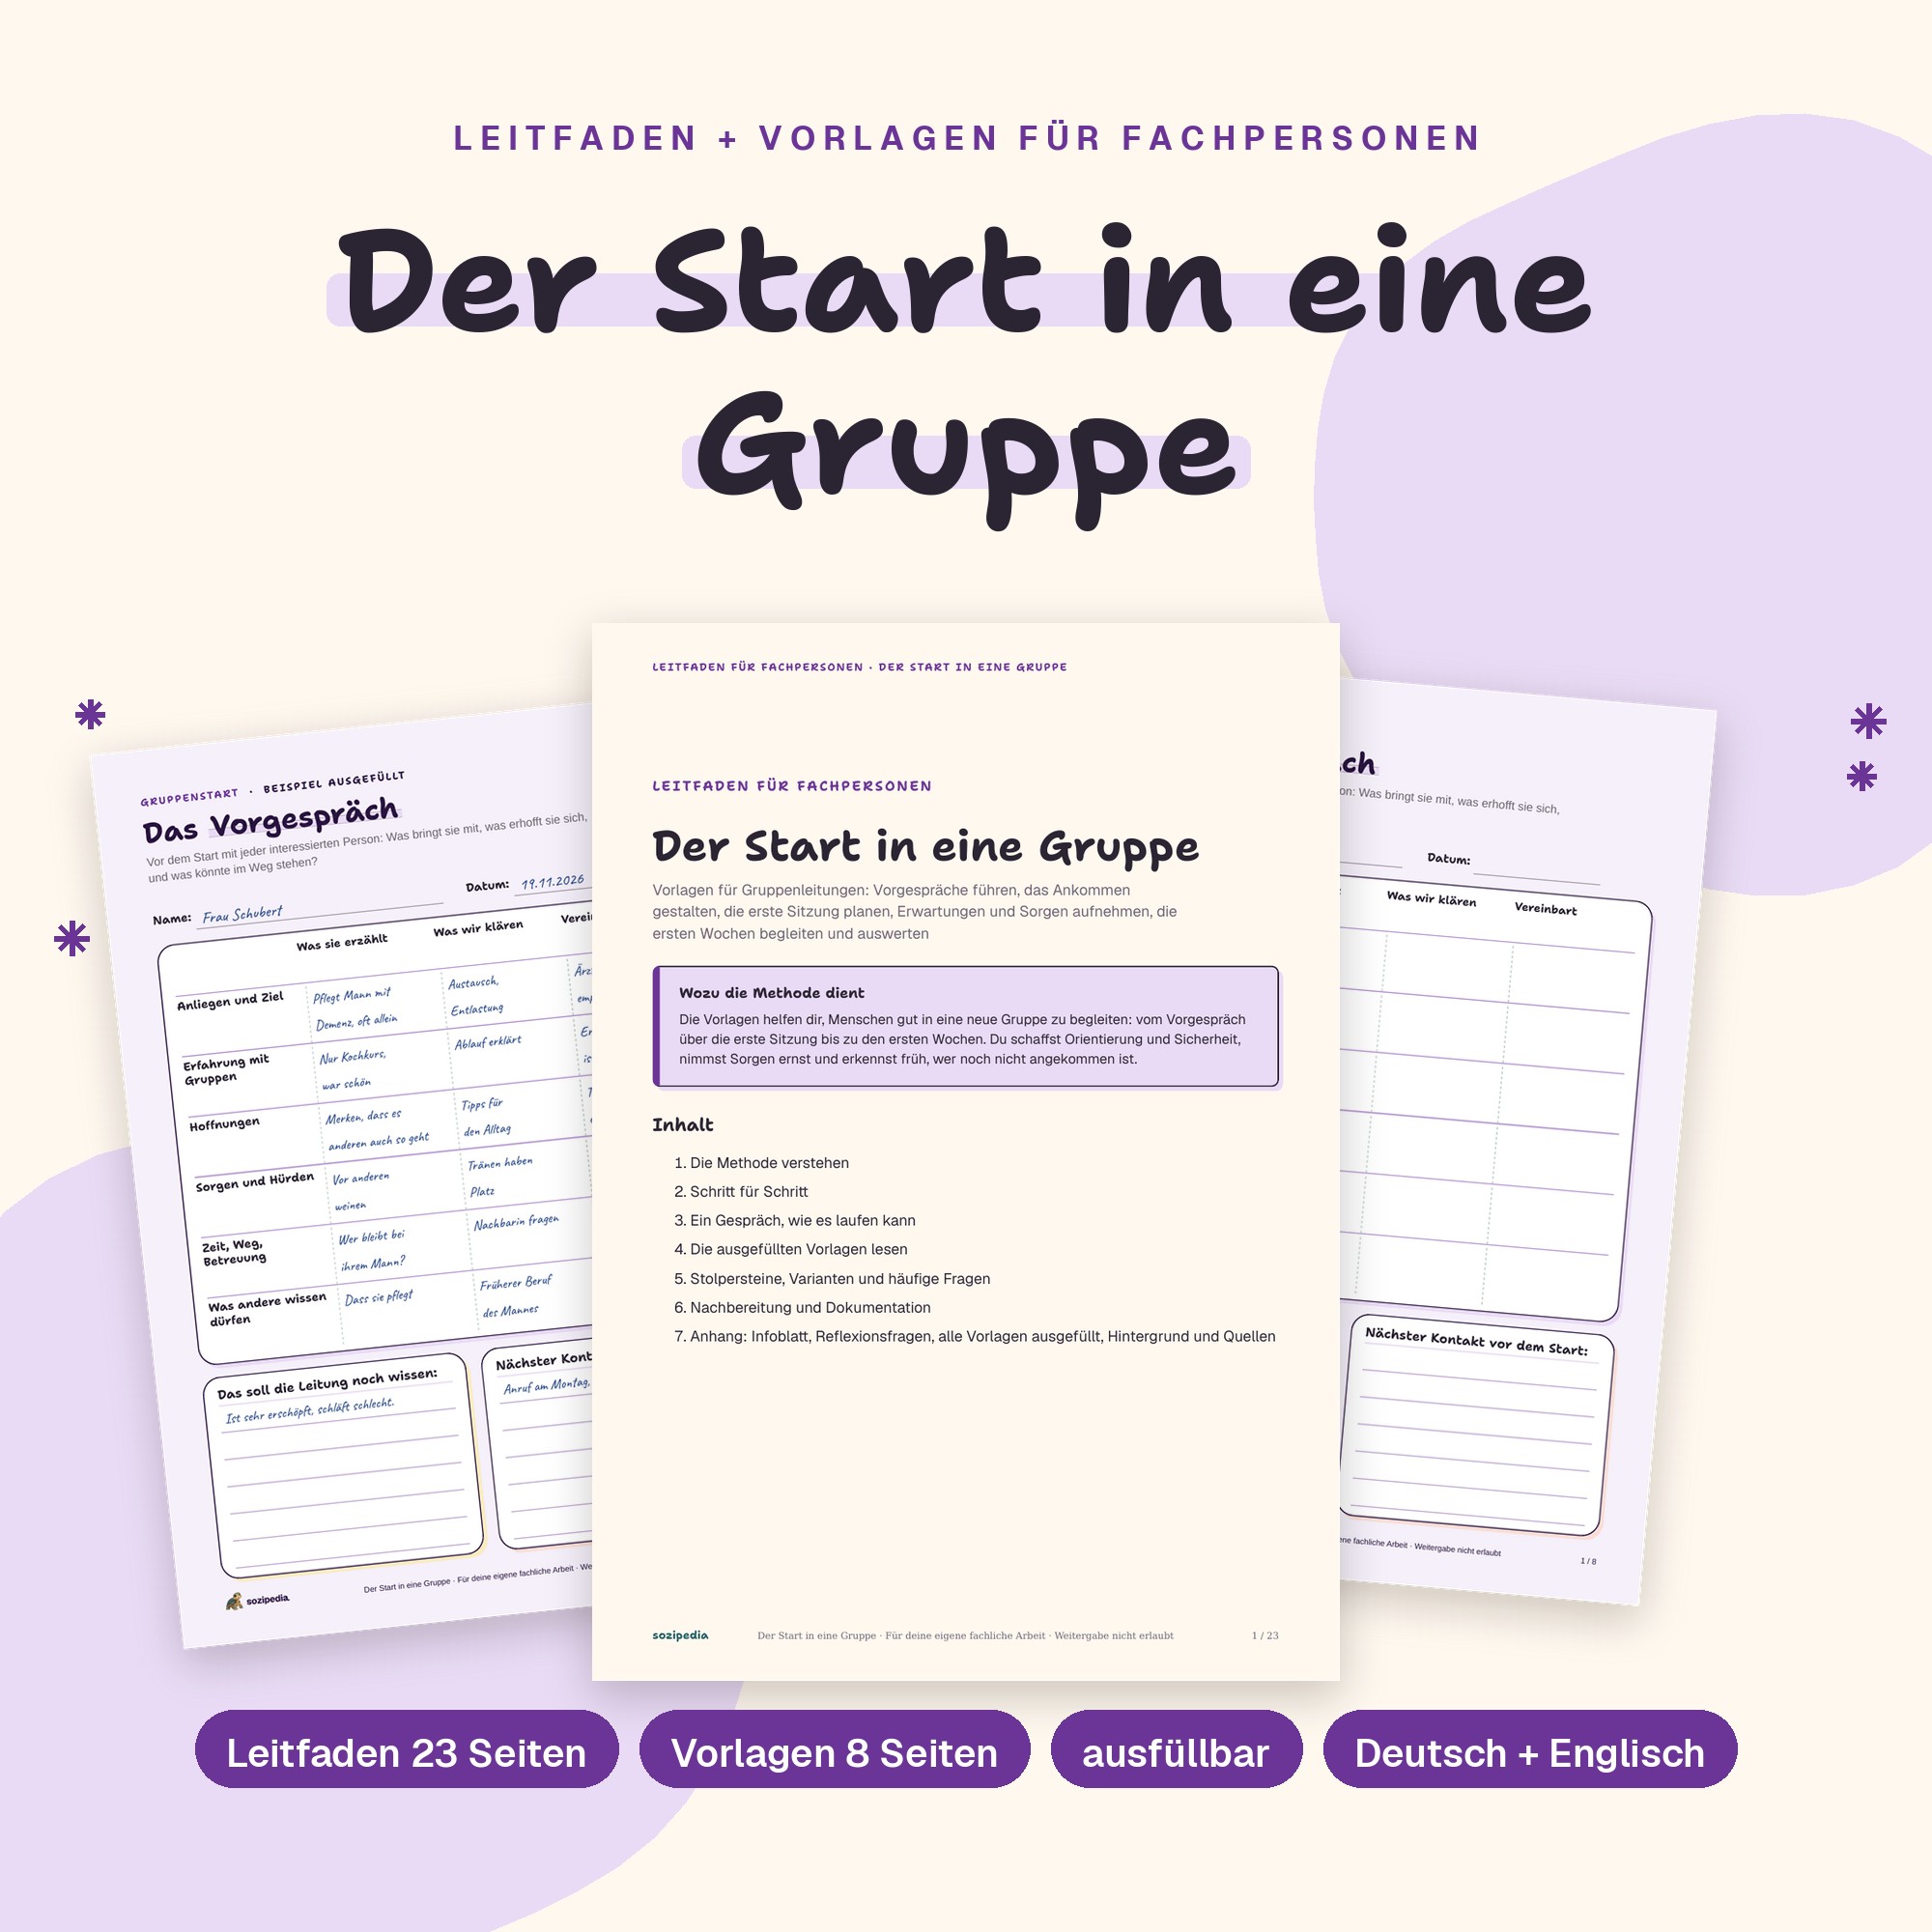 LEITFADEN + VORLAGEN FÜR FACHPERSONEN
Der Start in eine
Gruppe
GRUPPENSTART · BEISPIEL AUSGEFÜLLT
Das Vorgespräch
Vor dem Start mit jeder interessierten Person: Was bringt sie mit, was erhofft sie sich,
und was könnte im Weg stehen?
Name: Frau Schubert
Datum: 19.11.2026
Was sie erzählt
Was wir klären
Anliegen und Ziel
Pflegt Mann mit
Demenz, oft allein
Austausch,
Entlastung
Erfahrung mit
Gruppen
Nur Kochkurs,
war schön
Ablauf erklärt
Hoffnungen
Merken, dass es
anderen auch so geht
Tipps für
den Alltag
Sorgen und Hürden
Vor anderen
weinen
Tränen haben
Platz
Zeit, Weg,
Betreuung
Wer bleibt bei
ihrem Mann?
Nachbarin fragen
Was andere wissen
dürfen
Dass sie pflegt
Früherer Beruf
des Mannes
Das soll die Leitung noch wissen:
Ist sehr erschöpft, schläft schlecht.
Nächster
Anruf am Montag,
sozipedia
Der Start in eine Gruppe · Für deine eigene fachliche Arbeit ·
LEITFADEN FÜR FACHPERSONEN · DER START IN EINE GRUPPE
LEITFADEN FÜR FACHPERSONEN
Der Start in eine Gruppe
Vorlagen für Gruppenleitungen: Vorgespräche führen, das Ankommen
gestalten, die erste Sitzung planen, Erwartungen und Sorgen aufnehmen, die
ersten Wochen begleiten und auswerten
Wozu die Methode dient
Die Vorlagen helfen dir, Menschen gut in eine neue Gruppe zu begleiten: vom Vorgespräch
über die erste Sitzung bis zu den ersten Wochen. Du schaffst Orientierung und Sicherheit,
nimmst Sorgen ernst und erkennst früh, wer noch nicht angekommen ist.
Inhalt
1. Die Methode verstehen
2. Schritt für Schritt
3. Ein Gespräch, wie es laufen kann
4. Die ausgefüllten Vorlagen lesen
5. Stolpersteine, Varianten und häufige Fragen
6. Nachbereitung und Dokumentation
7. Anhang: Infoblatt, Reflexionsfragen, alle Vorlagen ausgefüllt, Hintergrund und Quellen
sozipedia
Der Start in eine Gruppe · Für deine eigene fachliche Arbeit · Weitergabe nicht erlaubt
1 / 23
Was bringt sie mit, was erhofft sie sich,
Datum:
Was wir klären
Vereinbart
Nächster Kontakt vor dem Start:
fachliche Arbeit · Weitergabe nicht erlaubt
1 / 8
Leitfaden 23 Seiten
Vorlagen 8 Seiten
ausfüllbar
Deutsch + Englisch